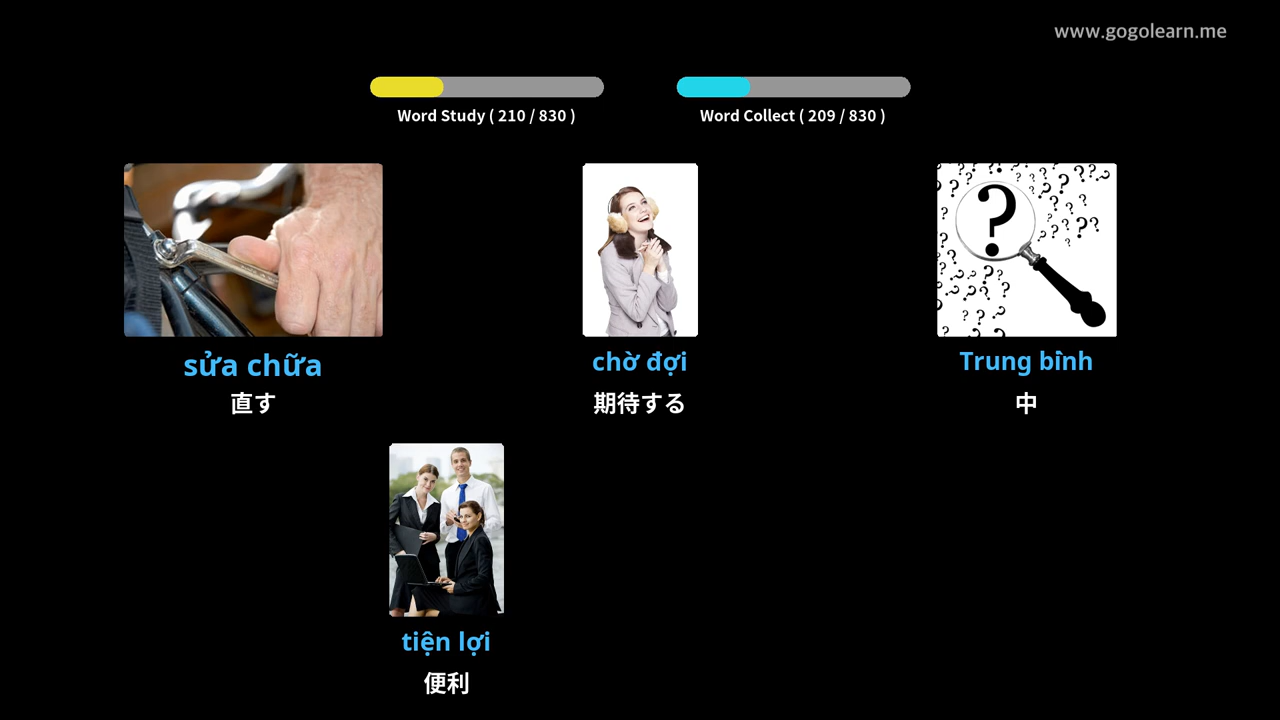 www.gogolearn.me
Word Study ( 210 / 830 )
Word Collect ( 209 / 830 )
sửa chữa
直す
chờ đợi
期待する
Trung bình
中
tiện lợi
便利